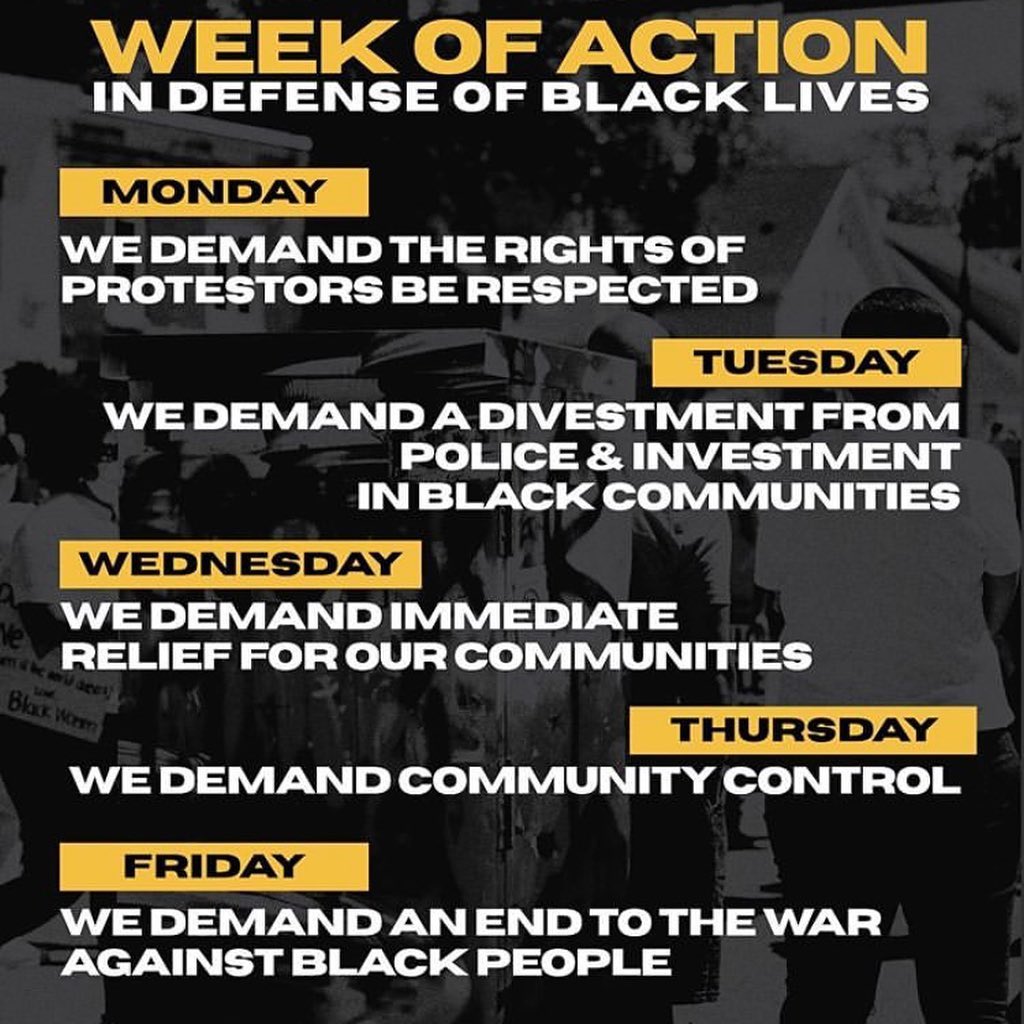 WEEK OF ACTION
IN DEFENSE OF BLACK LIVES
MONDAY
WE DEMAND THE RIGHTS OF
PROTESTORS BE RESPECTED
TUESDAY
WE DEMAND A DIVESTMENT FROM
POLICE & INVESTMENT
IN BLACK COMMUNITIES
WEDNESDAY
WE DEMAND IMMEDIATE
RELIEF FOR OUR COMMUNITIES
Black Women
THURSDAY
WE DEMAND COMMUNITY CONTROL
FRIDAY
WE DEMAND AN END TO THE WAR
AGAINST BLACK PEOPLE